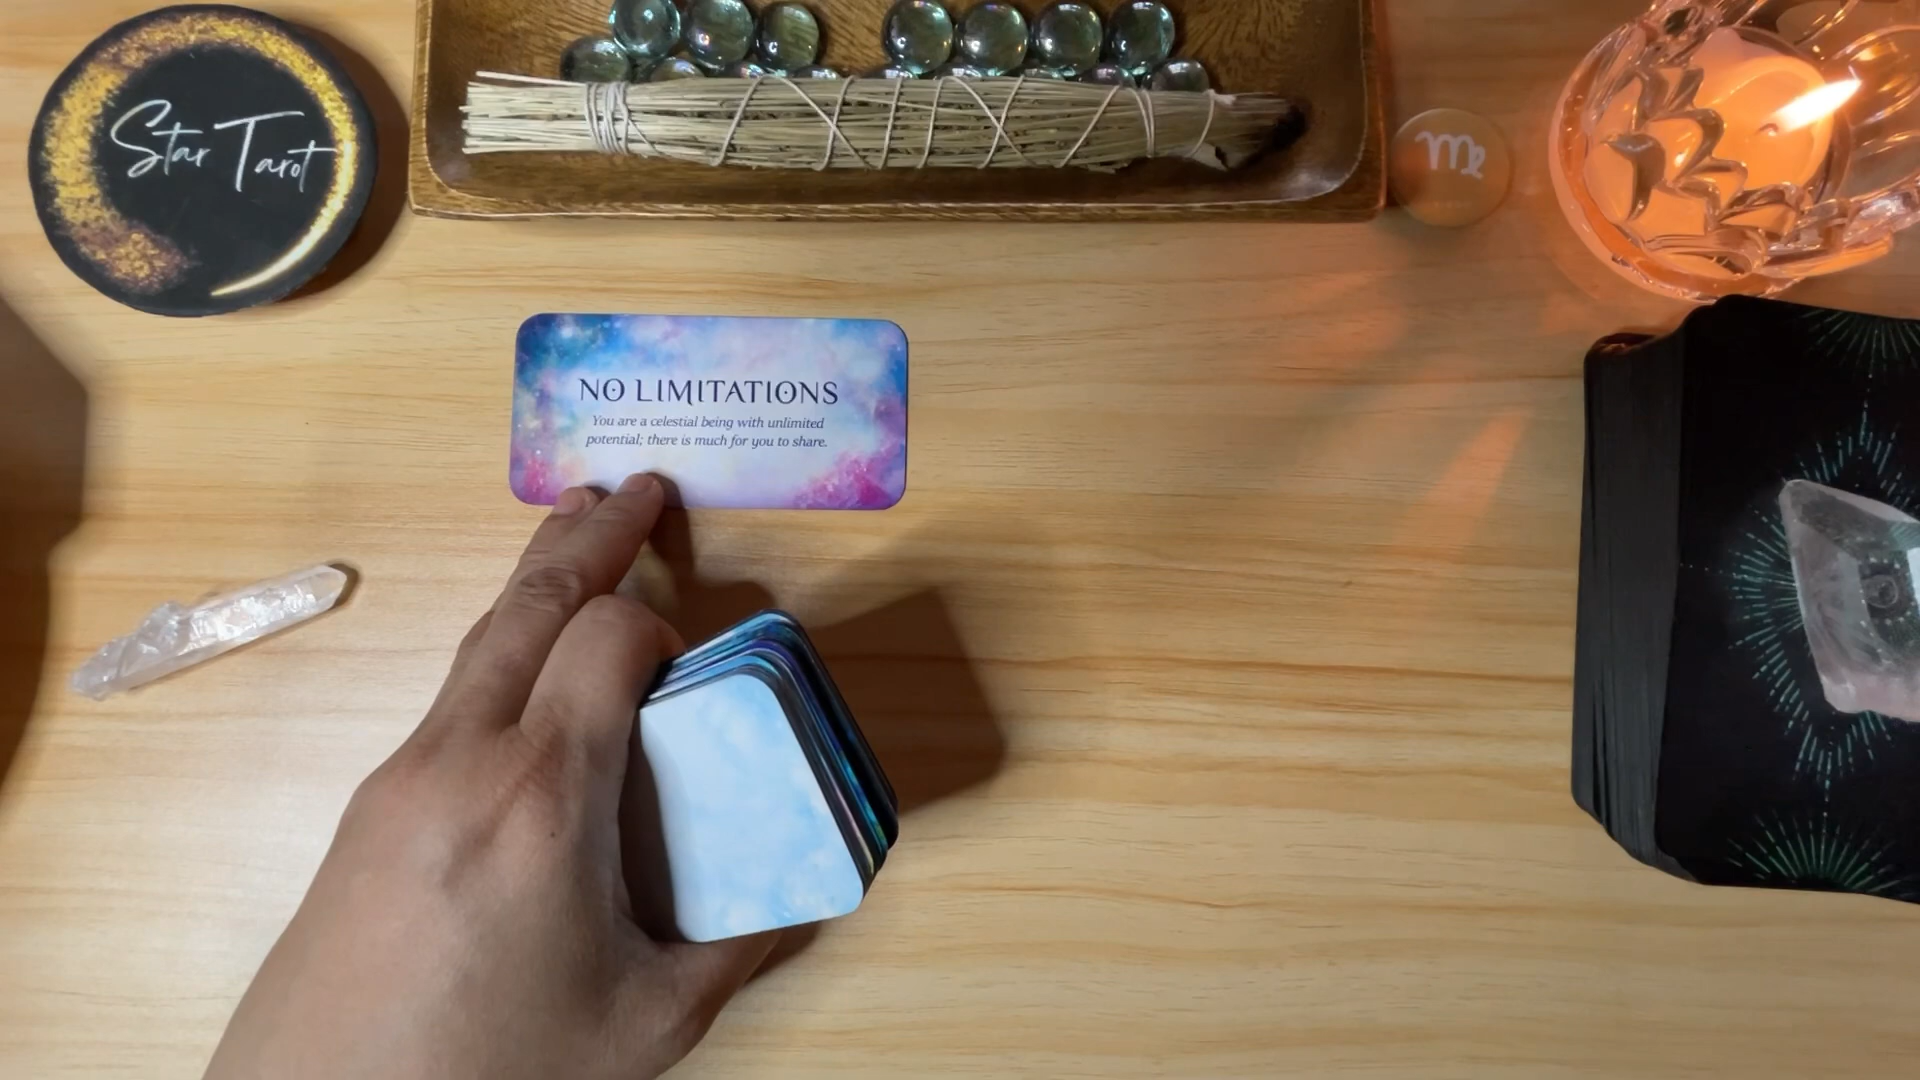 Star Tarot
NO LIMITATIONS
You are a celestial being with unlimited
potential; there is much for you to share.